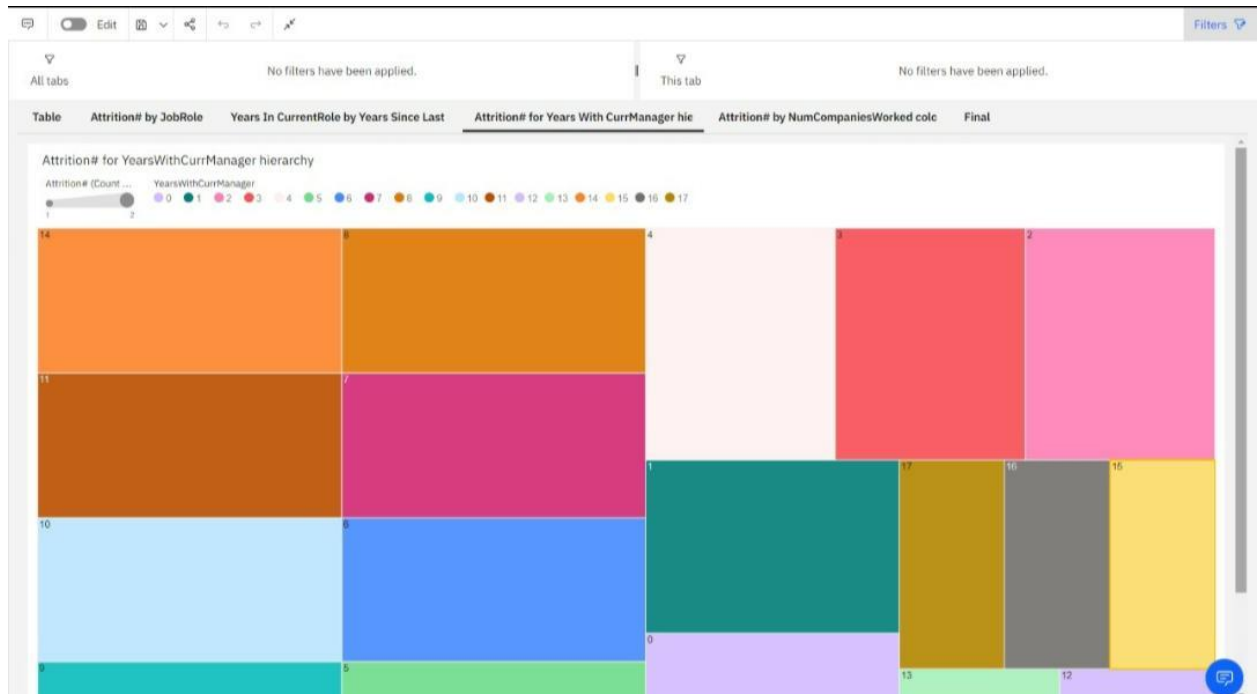 Edit
Filters
All tabs
No filters have been applied.
This tab
No filters have been applied.
Table Attrition# by JobRole Years In CurrentRole by Years Since Last Attrition# for Years With CurrManager hie Attrition# by NumCompaniesWorked colo Final
Attrition# for YearsWithCurrManager hierarchy
Attrition# (Count ... YearsWithCurrManager
0 1 2 3 4 5 6 7 8 9 10 11 12 13 14 15 16 17
1 2
14 8 4 3 2
11 7
1 17 16 15
10 6
0
9 5
13 12